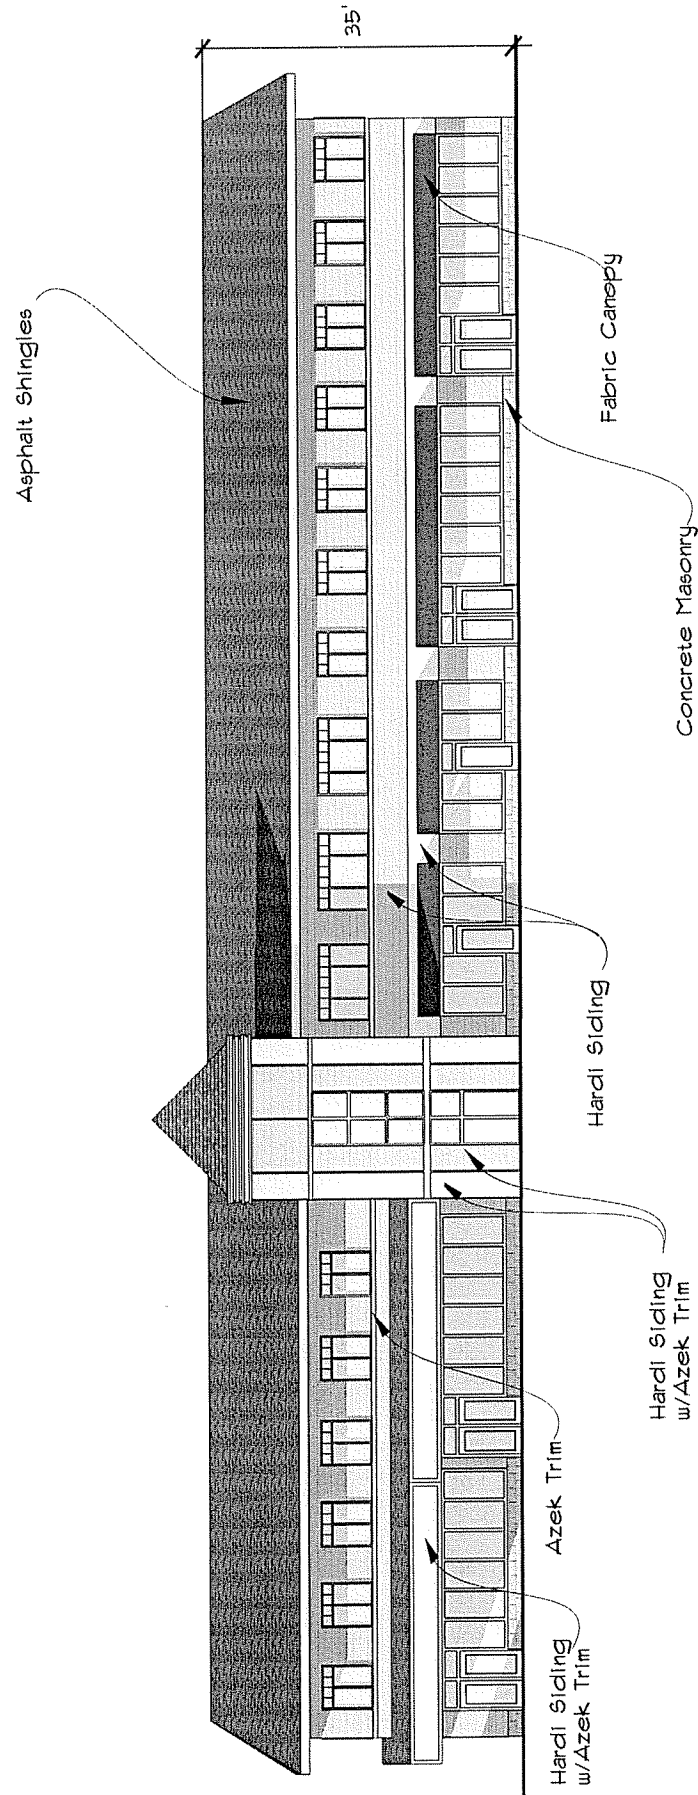 Asphalt Shingles
35'
Hardi Siding
w/Azek Trim
Azek Trim
Hardi Siding
w/Azek Trim
Hardi Siding
Fabric Canopy
Concrete Masonry